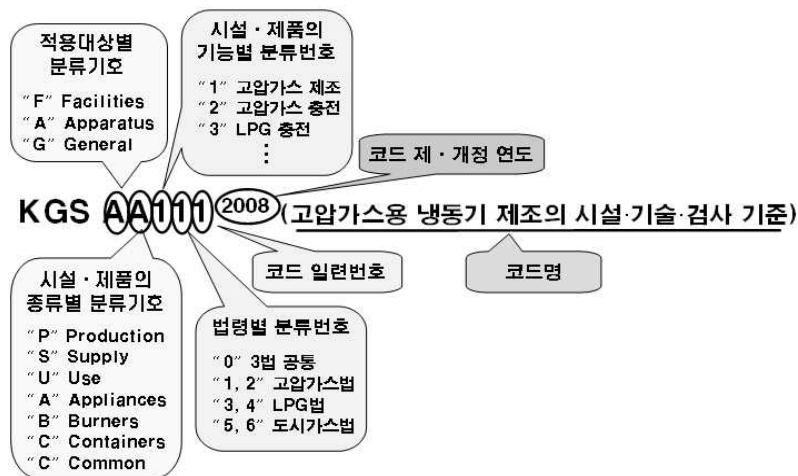 적용대상별
분류기호
“F” Facilities
“A” Apparatus
“G” General
시설·제품의
기능별 분류번호
“1” 고압가스 제조
“2” 고압가스 충전
“3” LPG 충전
⋮
코드 제·개정 연도
KGS AA111 2008 (고압가스용 냉동기 제조의 시설·기술·검사 기준)
시설·제품의
종류별 분류기호
“P” Production
“S” Supply
“U” Use
“A” Appliances
“B” Burners
“C” Containers
“C” Common
법령별 분류번호
“0” 3법 공통
“1, 2” 고압가스법
“3, 4” LPG법
“5, 6” 도시가스법
코드 일련번호
코드명